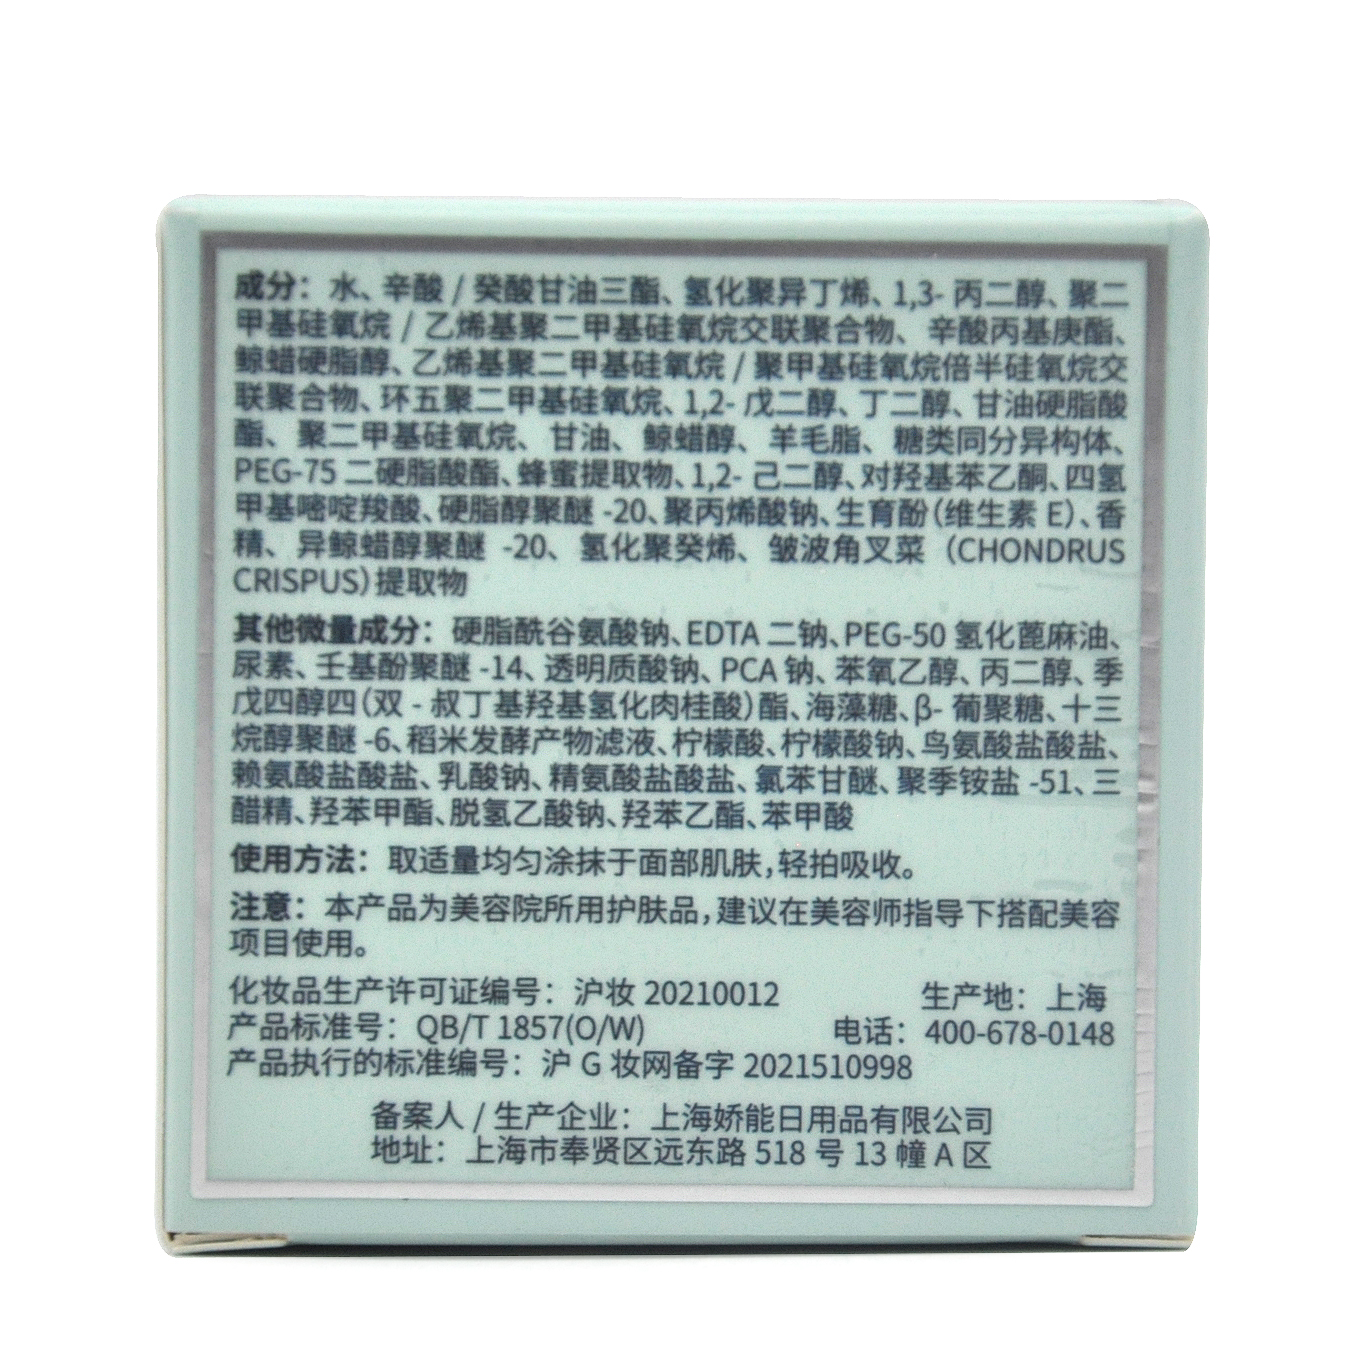 成分：水、辛酸 / 癸酸甘油三酯、氢化聚异丁烯、1,3- 丙二醇、聚二
甲基硅氧烷 / 乙烯基聚二甲基硅氧烷交联聚合物、辛酸丙基庚酯、
鲸蜡硬脂醇、乙烯基聚二甲基硅氧烷 / 聚甲基硅氧烷倍半硅氧烷交
联聚合物、环五聚二甲基硅氧烷、1,2- 戊二醇、丁二醇、甘油硬脂酸
酯、聚二甲基硅氧烷、甘油、鲸蜡醇、羊毛脂、糖类同分异构体、
PEG-75 二硬脂酸酯、蜂蜜提取物、1,2- 己二醇、对羟基苯乙酮、四氢
甲基嘧啶羧酸、硬脂醇聚醚 -20、聚丙烯酸钠、生育酚（维生素 E）、香
精、异鲸蜡醇聚醚 -20、氢化聚癸烯、皱波角叉菜（CHONDRUS
CRISPUS）提取物
其他微量成分：硬脂酰谷氨酸钠、EDTA 二钠、PEG-50 氢化蓖麻油、
尿素、壬基酚聚醚 -14、透明质酸钠、PCA 钠、苯氧乙醇、丙二醇、季
戊四醇四（双 - 叔丁基羟基氢化肉桂酸）酯、海藻糖、β- 葡聚糖、十三
烷醇聚醚 -6、稻米发酵产物滤液、柠檬酸、柠檬酸钠、鸟氨酸盐酸盐、
赖氨酸盐酸盐、乳酸钠、精氨酸盐酸盐、氯苯甘醚、聚季铵盐 -51、三
醋精、羟苯甲酯、脱氢乙酸钠、羟苯乙酯、苯甲酸
使用方法：取适量均匀涂抹于面部肌肤，轻拍吸收。
注意：本产品为美容院所用护肤品，建议在美容师指导下搭配美容
项目使用。
化妆品生产许可证编号：沪妆 20210012 生产地：上海
产品标准号：QB/T 1857(O/W) 电话：400-678-0148
产品执行的标准编号：沪 G 妆网备字 2021510998
备案人 / 生产企业：上海娇能日用品有限公司
地址：上海市奉贤区远东路 518 号 13 幢 A 区